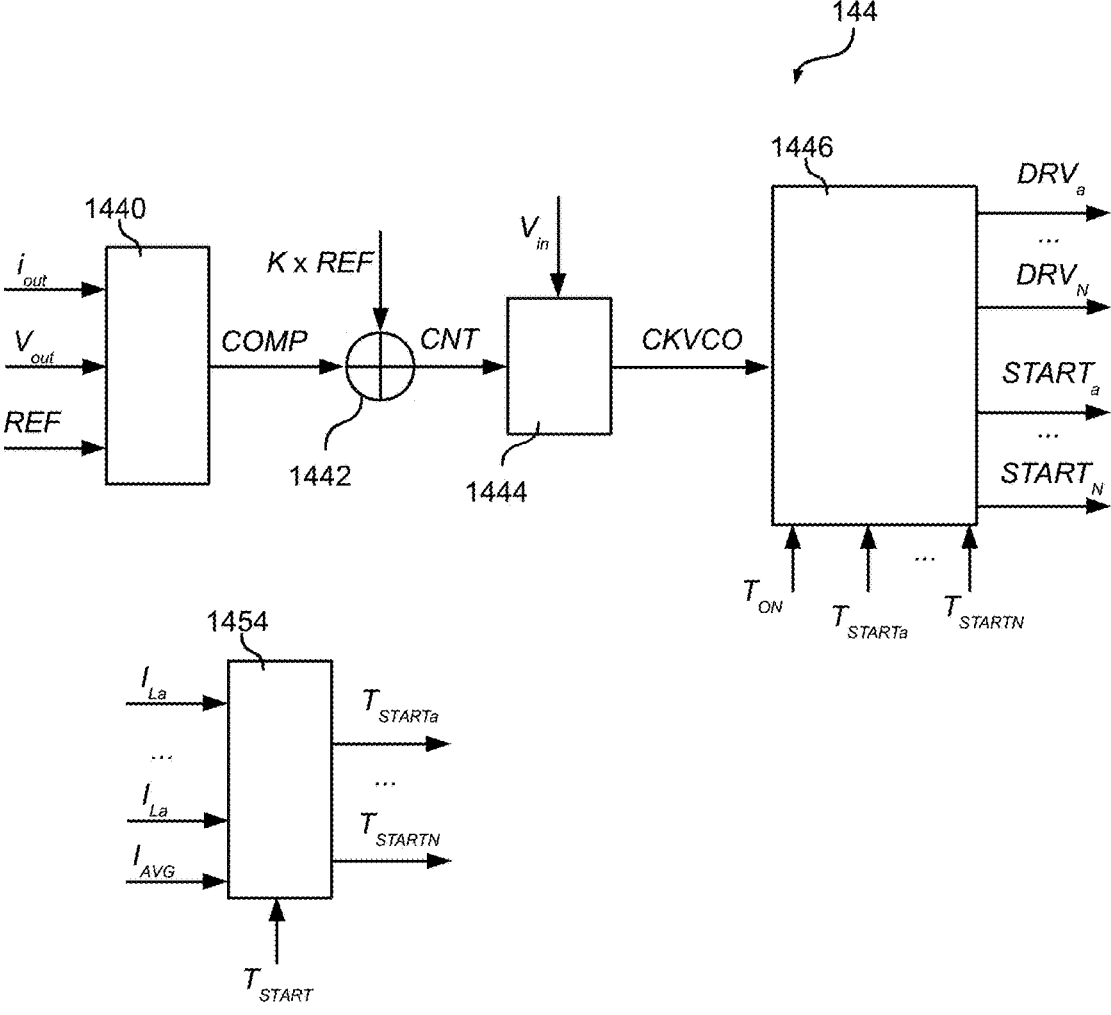 144
1446
DRVa
...
DRVN
STARTa
...
STARTN
1440
iout
Vout
REF
COMP
K x REF
1442
CNT
Vin
1444
CKVCO
TON
TSTARTa
...
TSTARTN
1454
ILa
...
ILa
IAVG
TSTARTa
...
TSTARTN
TSTART